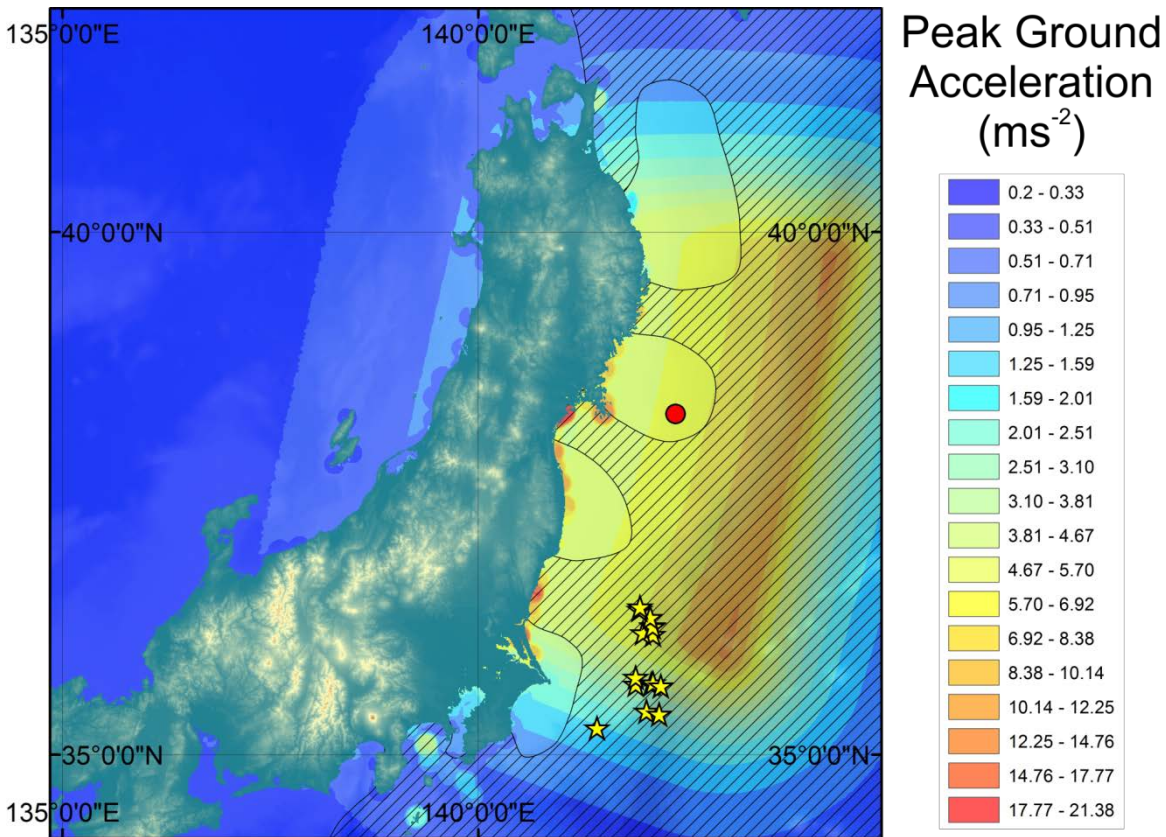 135°0'0"E
140°0'0"E
40°0'0"N
40°0'0"N
35°0'0"N
35°0'0"N
135°0'0"E
140°0'0"E
Peak Ground
Acceleration
(ms⁻²)
0.2 - 0.33
0.33 - 0.51
0.51 - 0.71
0.71 - 0.95
0.95 - 1.25
1.25 - 1.59
1.59 - 2.01
2.01 - 2.51
2.51 - 3.10
3.10 - 3.81
3.81 - 4.67
4.67 - 5.70
5.70 - 6.92
6.92 - 8.38
8.38 - 10.14
10.14 - 12.25
12.25 - 14.76
14.76 - 17.77
17.77 - 21.38